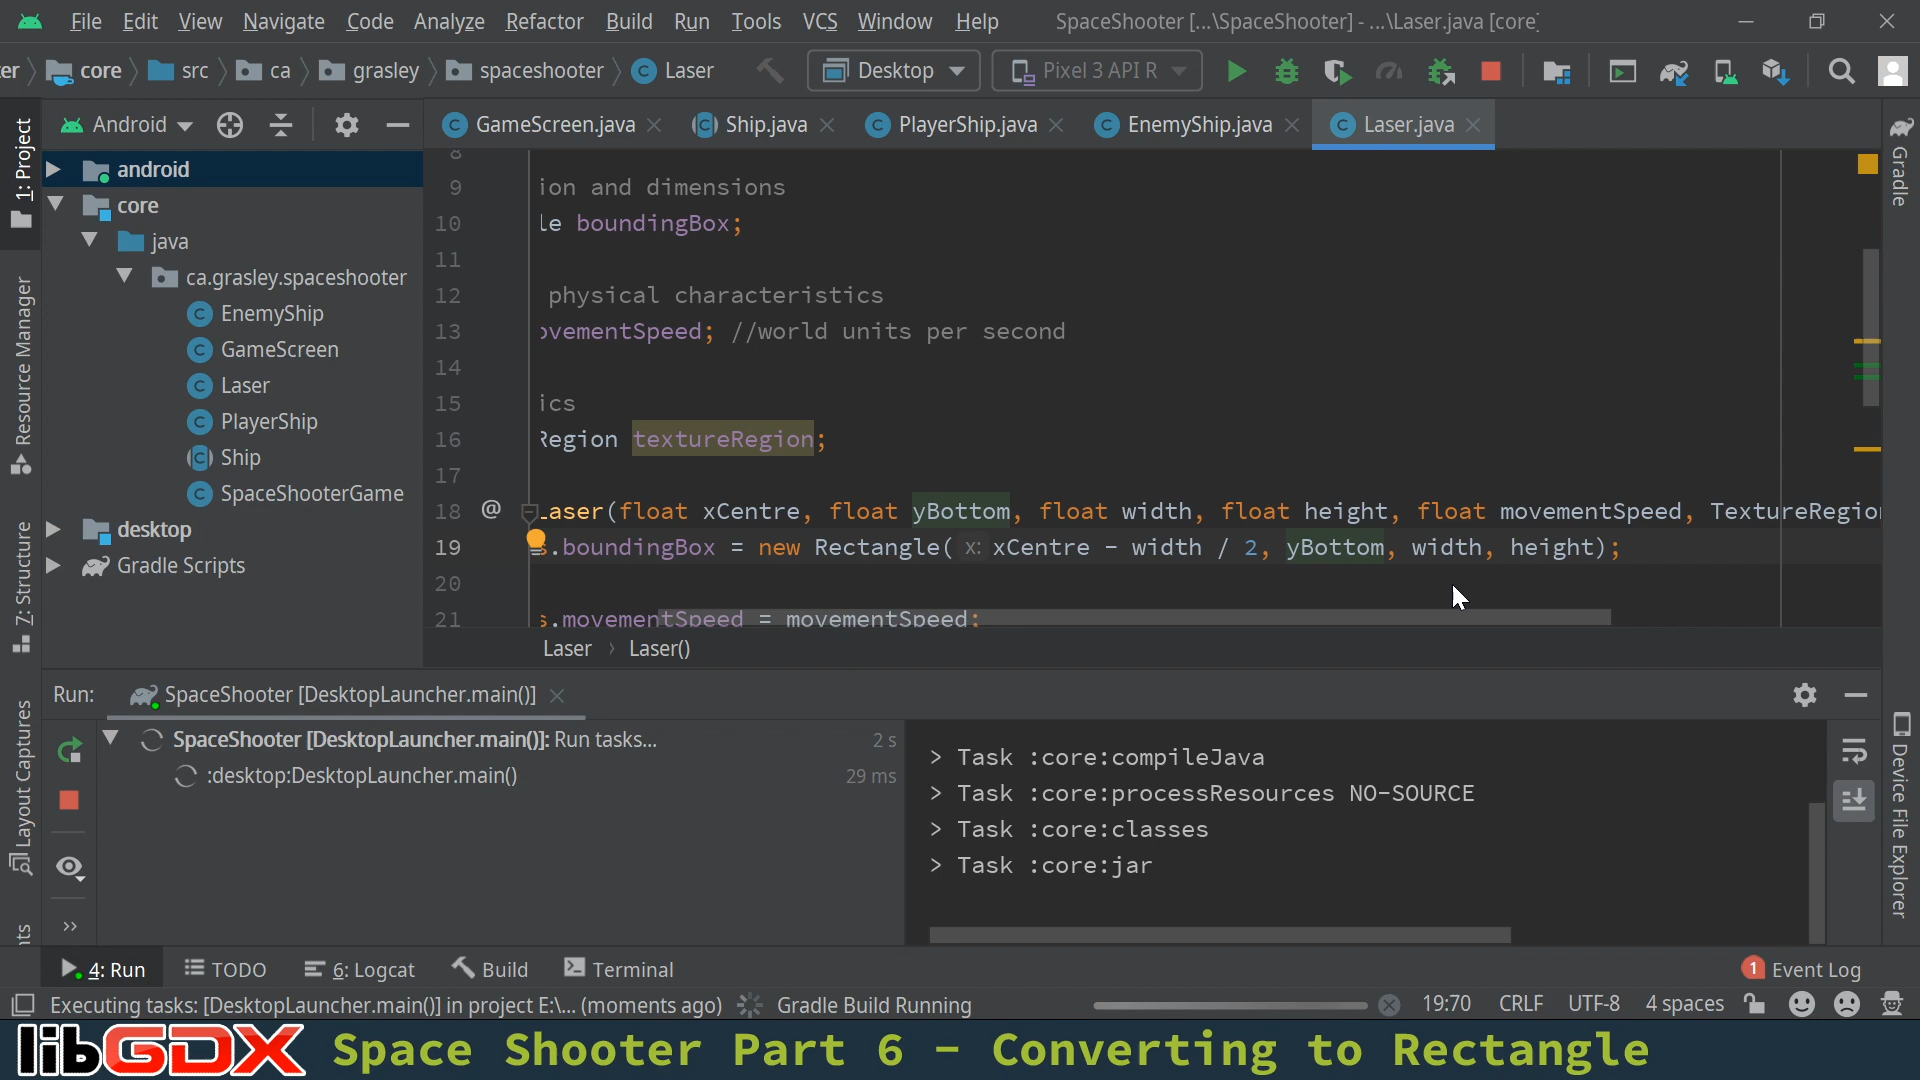 File Edit View Navigate Code Analyze Refactor Build Run Tools VCS Window Help SpaceShooter [...\SpaceShooter] - ...\Laser.java [core]
er core src ca grasley spaceshooter Laser Desktop Pixel 3 API R
1: Project
Resource Manager
Z: Structure
Layout Captures
Android
android
core
java
ca.grasley.spaceshooter
EnemyShip
GameScreen
Laser
PlayerShip
Ship
SpaceShooterGame
desktop
Gradle Scripts
GameScreen.java Ship.java PlayerShip.java EnemyShip.java Laser.java
8
9 ion and dimensions
10 le boundingBox;
11
12 physical characteristics
13 ovementSpeed; //world units per second
14
15 ics
16 Region textureRegion;
17
18 @ Laser(float xCentre, float yBottom, float width, float height, float movementSpeed, TextureRegion
19 s.boundingBox = new Rectangle( x: xCentre - width / 2, yBottom, width, height);
20
21 s.movementSpeed = movementSpeed;
Laser › Laser()
Gradle
Device File Explorer
Run: SpaceShooter [DesktopLauncher.main()]
SpaceShooter [DesktopLauncher.main()]: Run tasks... 2 s
:desktop:DesktopLauncher.main() 29 ms
> Task :core:compileJava
> Task :core:processResources NO-SOURCE
> Task :core:classes
> Task :core:jar
4: Run TODO 6: Logcat Build Terminal 1 Event Log
Executing tasks: [DesktopLauncher.main()] in project E:\... (moments ago) Gradle Build Running 19:70 CRLF UTF-8 4 spaces
libGDX Space Shooter Part 6 - Converting to Rectangle